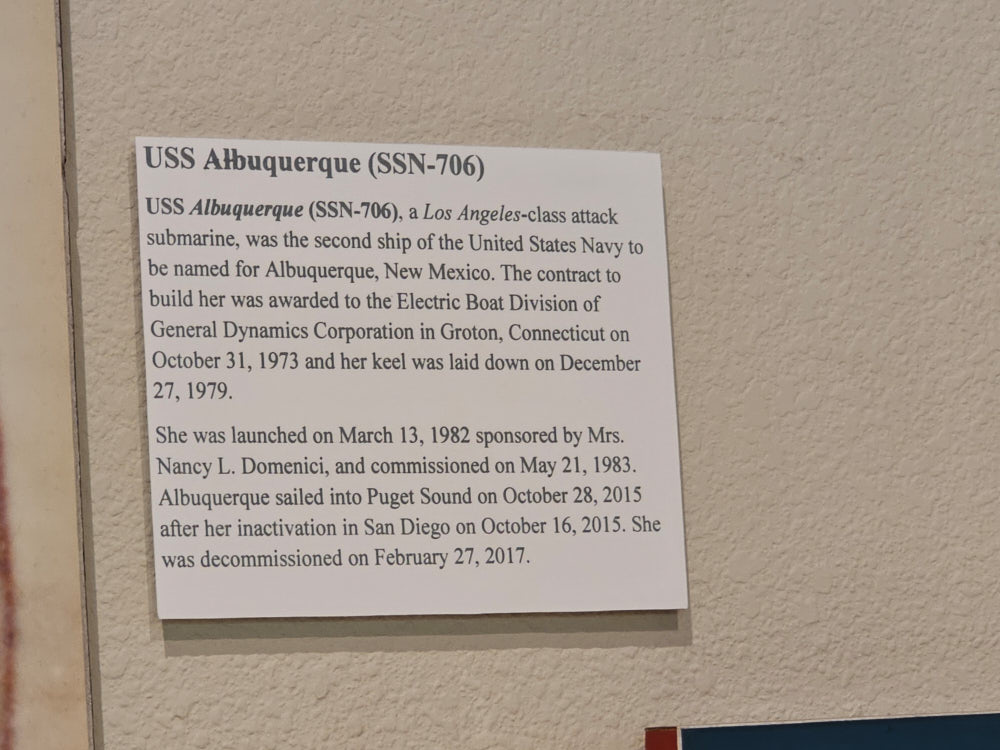 USS Albuquerque (SSN-706)
USS Albuquerque (SSN-706), a Los Angeles-class attack
submarine, was the second ship of the United States Navy to
be named for Albuquerque, New Mexico. The contract to
build her was awarded to the Electric Boat Division of
General Dynamics Corporation in Groton, Connecticut on
October 31, 1973 and her keel was laid down on December
27, 1979.
She was launched on March 13, 1982 sponsored by Mrs.
Nancy L. Domenici, and commissioned on May 21, 1983.
Albuquerque sailed into Puget Sound on October 28, 2015
after her inactivation in San Diego on October 16, 2015. She
was decommissioned on February 27, 2017.